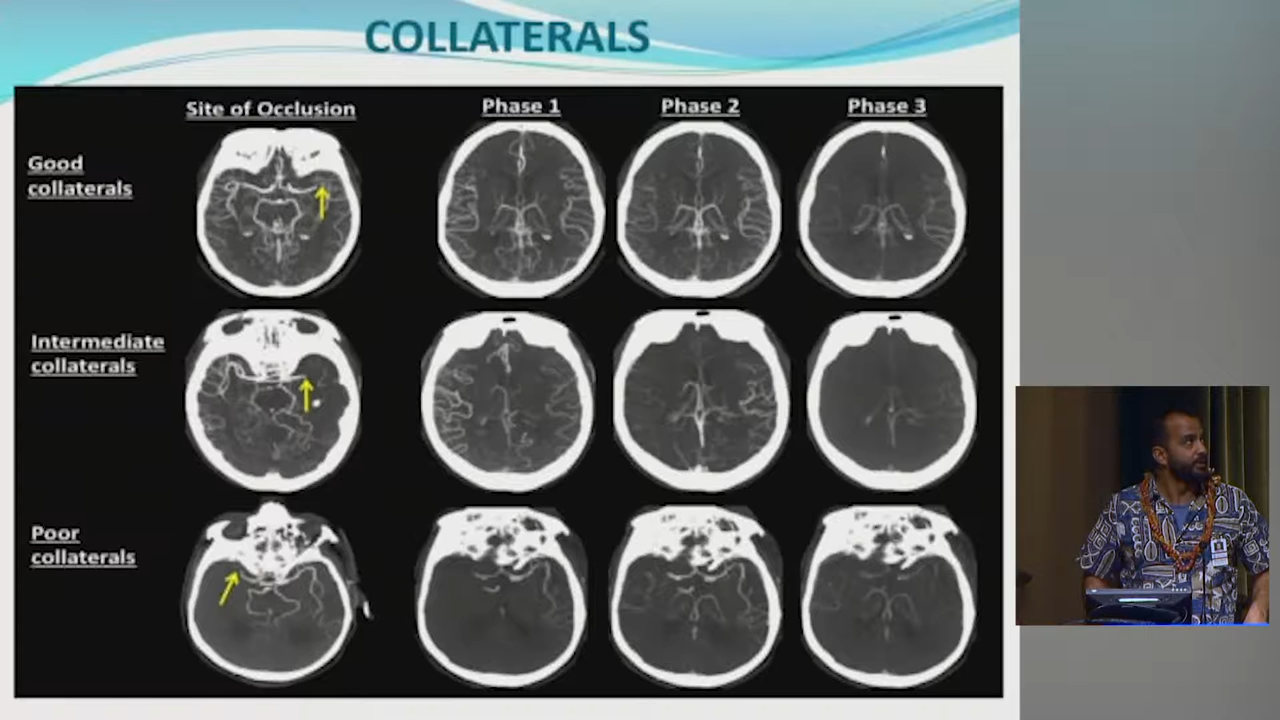 COLLATERALS
Site of Occlusion
Phase 1
Phase 2
Phase 3
Good
collaterals
Intermediate
collaterals
Poor
collaterals